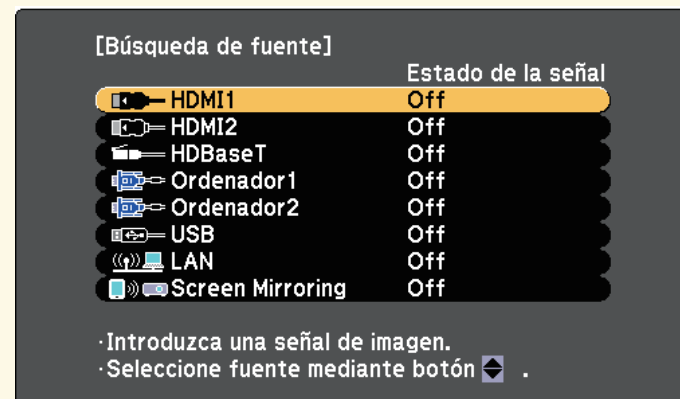 [Búsqueda de fuente]
Estado de la señal
HDMI1 Off
HDMI2 Off
HDBaseT Off
Ordenador1 Off
Ordenador2 Off
USB Off
LAN Off
Screen Mirroring Off
·Introduzca una señal de imagen.
·Seleccione fuente mediante botón .